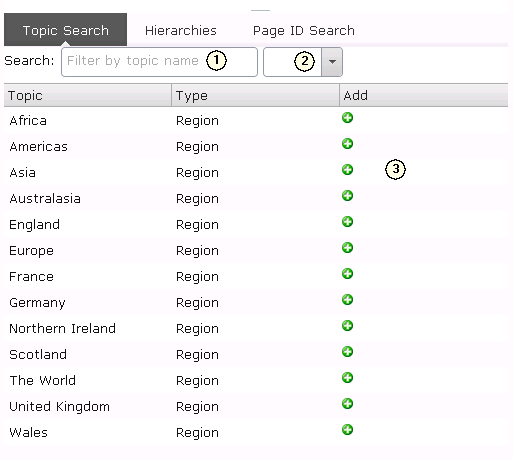 Topic Search Hierarchies Page ID Search
Search: Filter by topic name 1 2
Topic Type Add
Africa Region
Americas Region
Asia Region 3
Australasia Region
England Region
Europe Region
France Region
Germany Region
Northern Ireland Region
Scotland Region
The World Region
United Kingdom Region
Wales Region